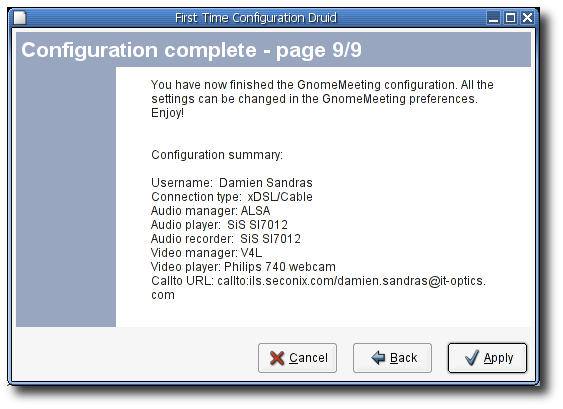 First Time Configuration Druid
Configuration complete - page 9/9
You have now finished the GnomeMeeting configuration. All the
settings can be changed in the GnomeMeeting preferences.
Enjoy!
Configuration summary:
Username:  Damien Sandras
Connection type:  xDSL/Cable
Audio manager: ALSA
Audio player:  SiS SI7012
Audio recorder:  SiS SI7012
Video manager: V4L
Video player: Philips 740 webcam
Callto URL: callto:ils.seconix.com/damien.sandras@it-optics.
com
Cancel
Back
Apply